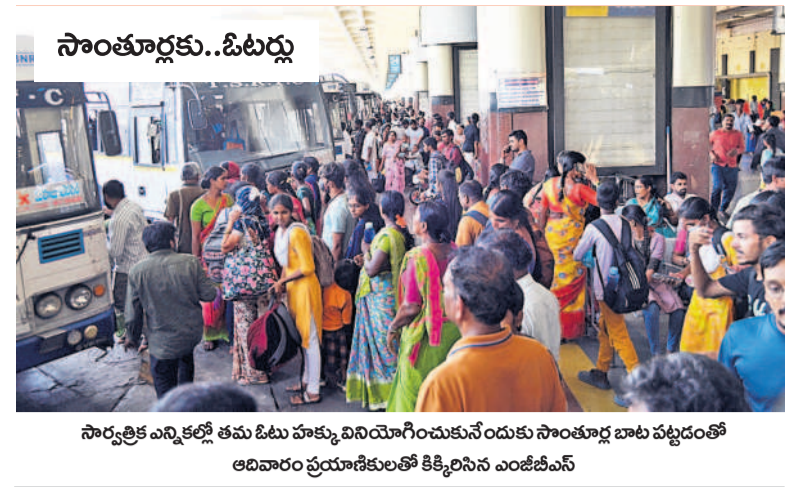 సొంతూర్లకు..ఓటర్లు
సార్వత్రిక ఎన్నికల్లో తమ ఓటు హక్కు వినియోగించుకునేందుకు సొంతూర్ల బాట పట్టడంతో
ఆదివారం ప్రయాణికులతో కిక్కిరిసిన ఎంజీబీఎస్